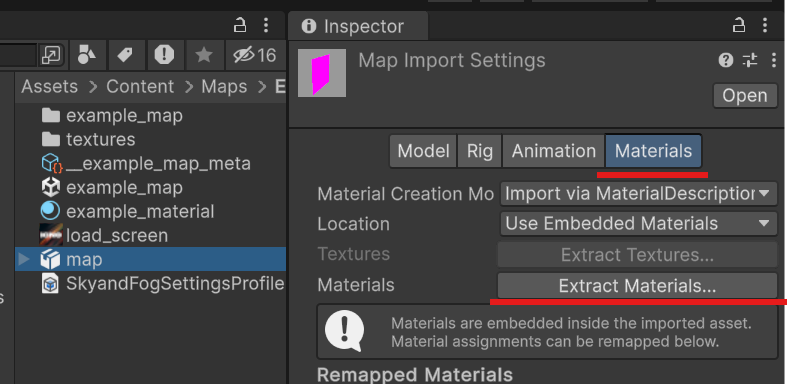 16
Assets > Content > Maps > E
example_map
textures
__example_map_meta
example_map
example_material
load_screen
map
SkyandFogSettingsProfile
s
Inspector
Map Import Settings
Open
Model Rig Animation Materials
Material Creation Mo Import via MaterialDescription
Location Use Embedded Materials
Textures Extract Textures...
Materials Extract Materials...
Materials are embedded inside the imported asset.
Material assignments can be remapped below.
Remapped Materials